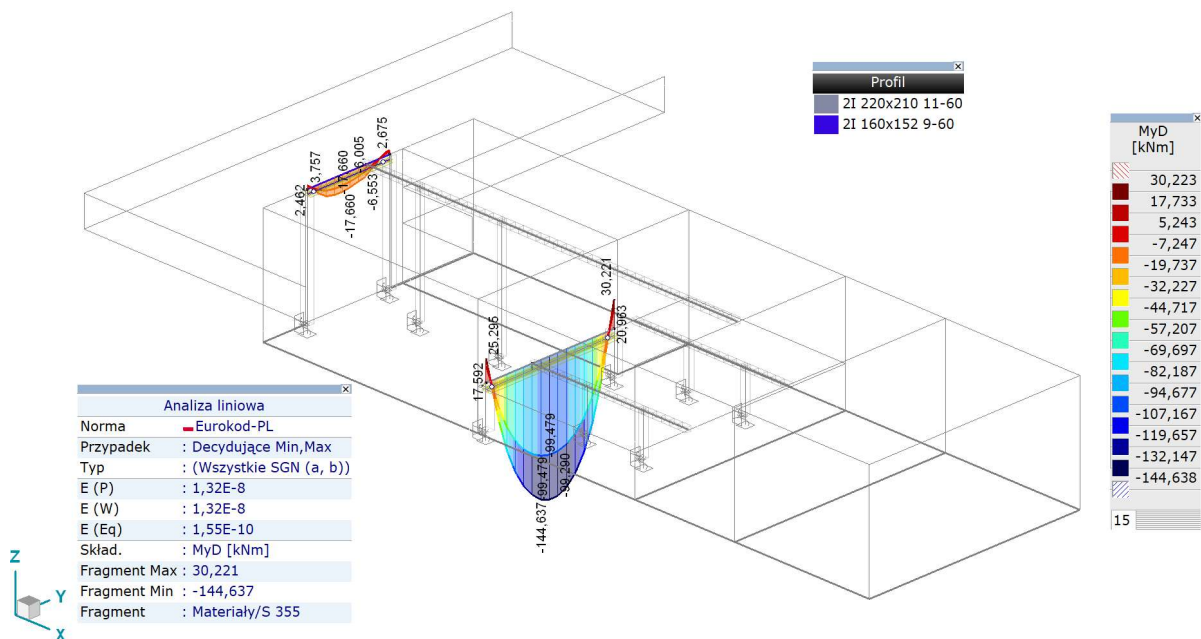 Profil
2I 220x210 11-60
2I 160x152 9-60
MyD
[kNm]
30,223
17,733
5,243
-7,247
-19,737
-32,227
-44,717
-57,207
-69,697
-82,187
-94,677
-107,167
-119,657
-132,147
-144,638
15
2,462
3,757
-17,660
-17,660
-6,005
-6,553
2,675
17,592
25,295
30,221
20,963
-99,479
-99,479
-99,290
-144,637
Analiza liniowa
Norma Eurokod-PL
Przypadek : Decydujące Min,Max
Typ : (Wszystkie SGN (a, b))
E (P) : 1,32E-8
E (W) : 1,32E-8
E (Eq) : 1,55E-10
Skład. : MyD [kNm]
Fragment Max : 30,221
Fragment Min : -144,637
Fragment : Materiały/S 355
Z
Y
X